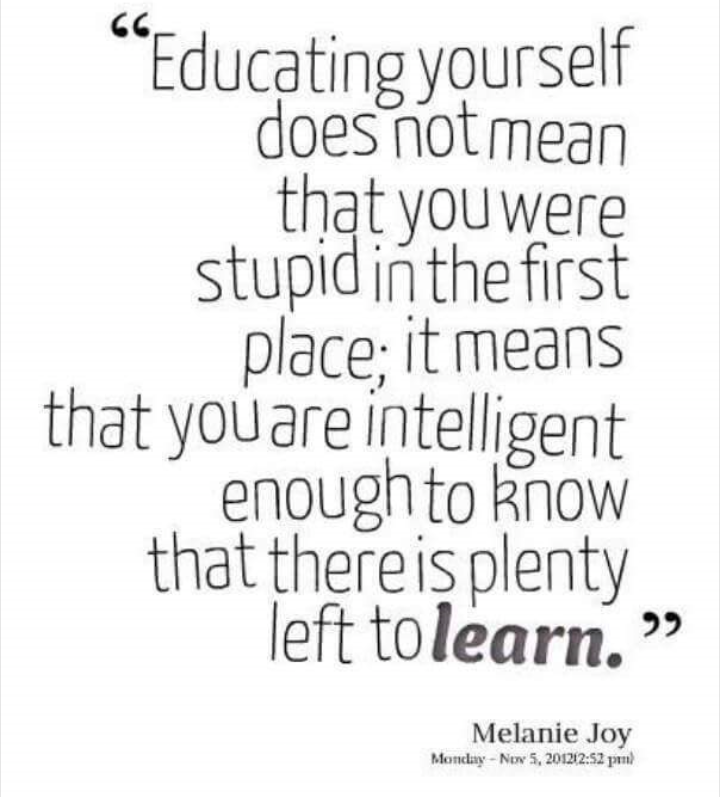 “Educating yourself
does not mean
that you were
stupid in the first
place; it means
that you are intelligent
enough to know
that there is plenty
left to learn.”
Melanie Joy
Monday - Nov 5, 2012(2:52 pm)